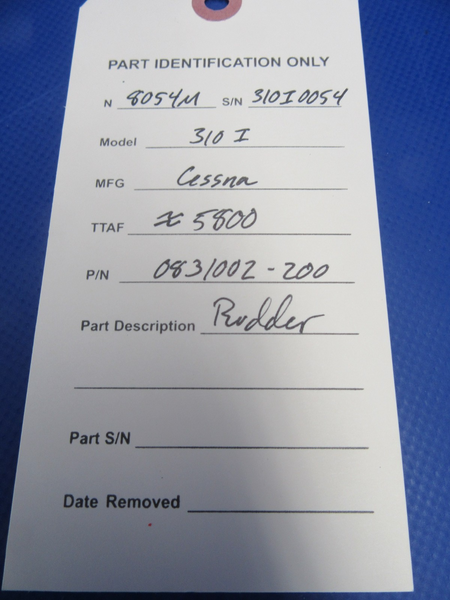 PART IDENTIFICATION ONLY
N 8054M S/N 310I0054
Model 310 I
MFG Cessna
TTAF ≈ 5800
P/N 0831002-200
Part Description Rudder
Part S/N
Date Removed